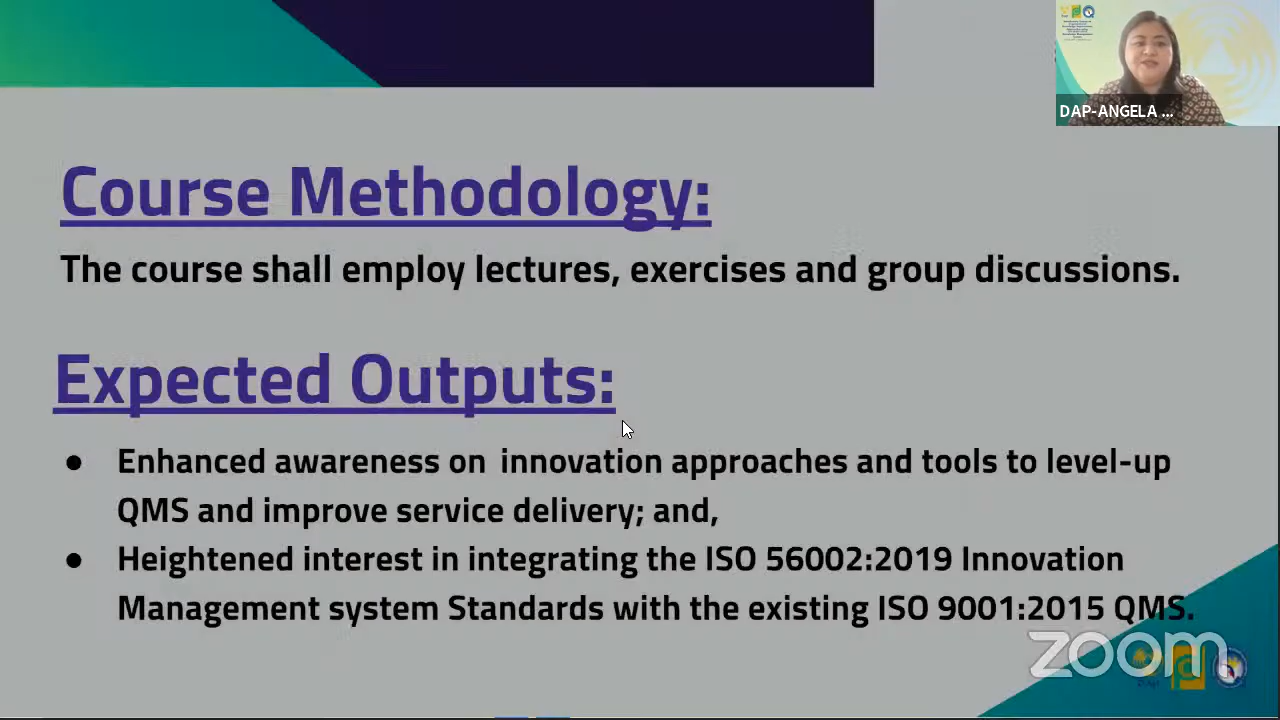 DAP-ANGELA ...
Course Methodology:
The course shall employ lectures, exercises and group discussions.
Expected Outputs:
● Enhanced awareness on innovation approaches and tools to level-up
QMS and improve service delivery; and,
● Heightened interest in integrating the ISO 56002:2019 Innovation
Management system Standards with the existing ISO 9001:2015 QMS.
zoom